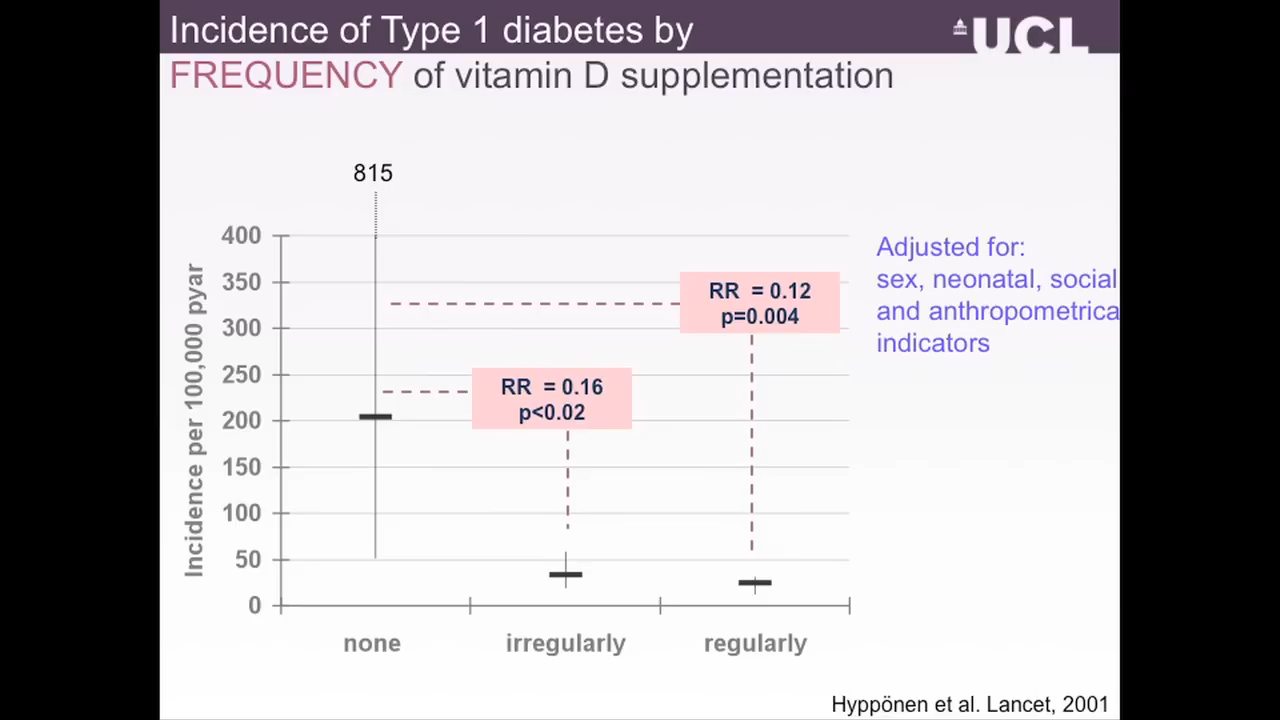 Incidence of Type 1 diabetes by
UCL
FREQUENCY of vitamin D supplementation
815
400
350
300
250
200
150
100
50
0
Incidence per 100,000 pyar
RR = 0.12
p=0.004
RR = 0.16
p<0.02
none
irregularly
regularly
Adjusted for:
sex, neonatal, social
and anthropometrica
indicators
Hyppönen et al. Lancet, 2001